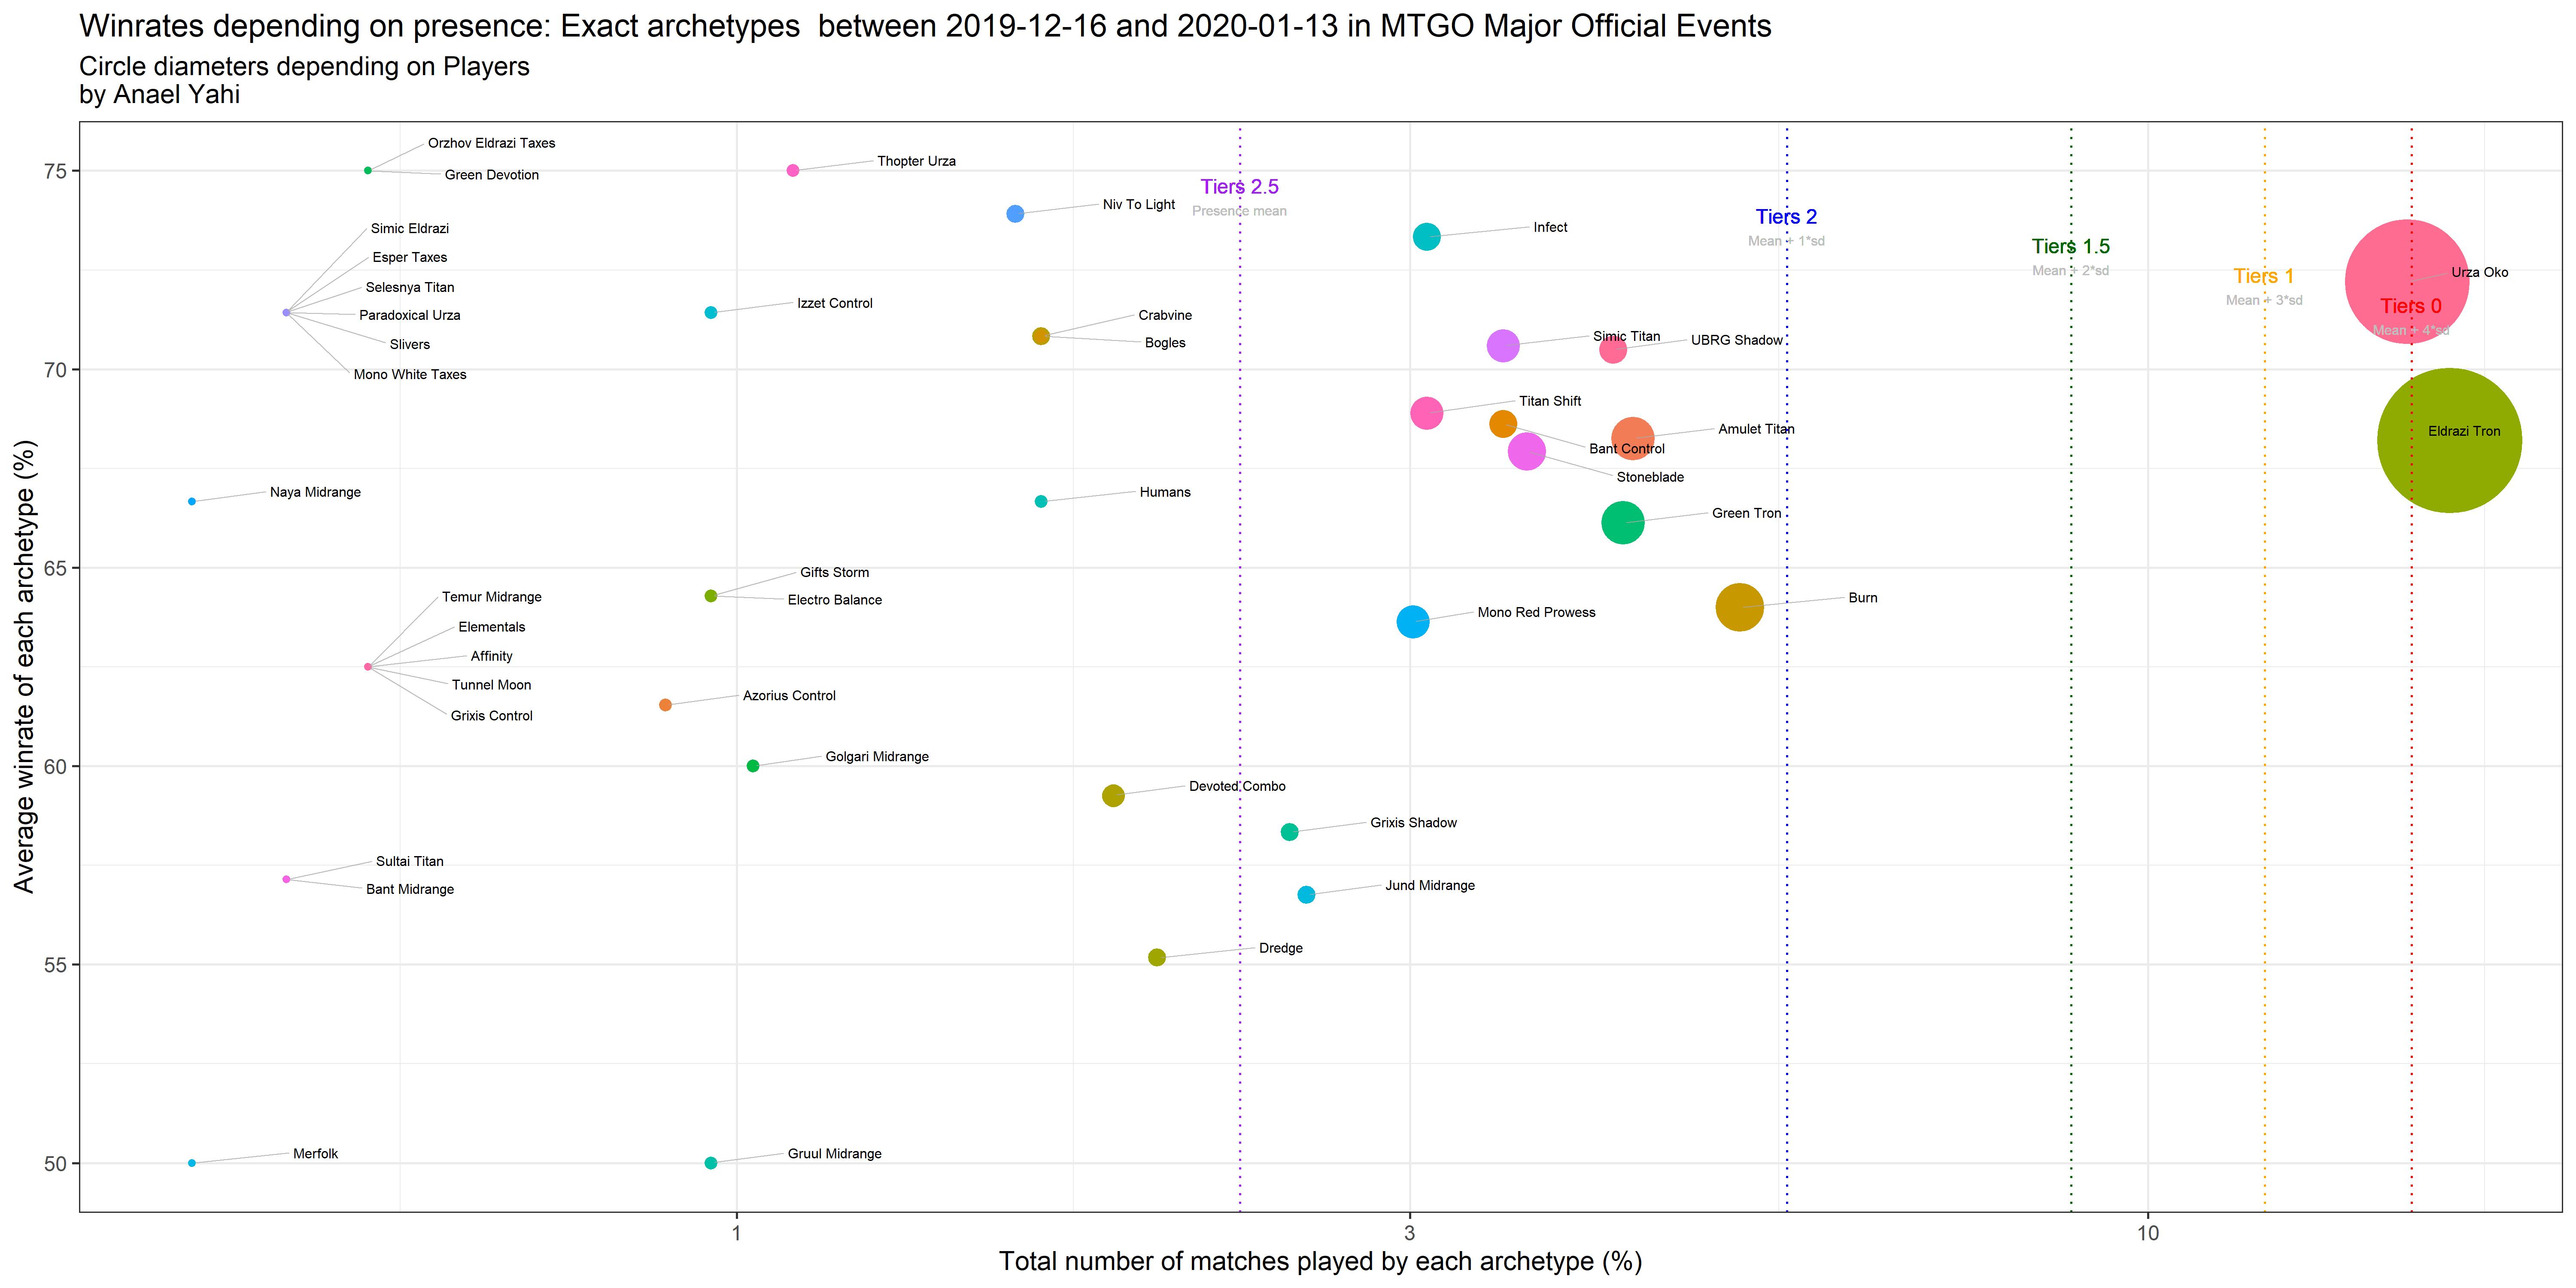 Winrates depending on presence: Exact archetypes  between 2019-12-16 and 2020-01-13 in MTGO Major Official Events
Circle diameters depending on Players
by Anael Yahi
Average winrate of each archetype (%)
75
70
65
60
55
50
Orzhov Eldrazi Taxes
Green Devotion
Thopter Urza
Niv To Light
Tiers 2.5
Presence mean
Infect
Tiers 2
Mean + 1*sd
Tiers 1.5
Mean + 2*sd
Tiers 1
Mean + 3*sd
Urza Oko
Tiers 0
Mean + 4*sd
Simic Eldrazi
Esper Taxes
Selesnya Titan
Paradoxical Urza
Slivers
Mono White Taxes
Izzet Control
Crabvine
Bogles
Simic Titan
UBRG Shadow
Titan Shift
Amulet Titan
Bant Control
Stoneblade
Eldrazi Tron
Naya Midrange
Humans
Green Tron
Gifts Storm
Electro Balance
Temur Midrange
Elementals
Affinity
Tunnel Moon
Grixis Control
Mono Red Prowess
Burn
Azorius Control
Golgari Midrange
Devoted Combo
Grixis Shadow
Sultai Titan
Bant Midrange
Jund Midrange
Dredge
Merfolk
Gruul Midrange
1
3
10
Total number of matches played by each archetype (%)